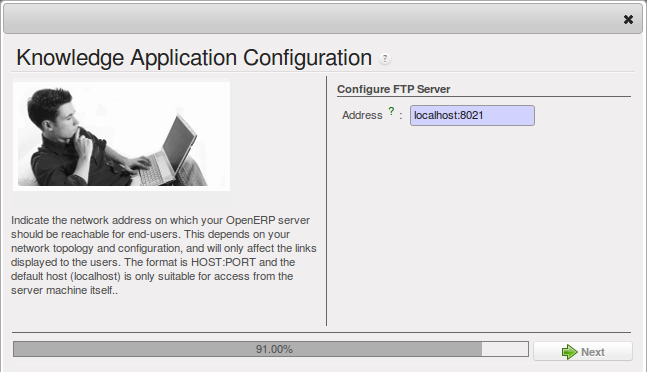 Knowledge Application Configuration ?
Configure FTP Server
Address ? : localhost:8021
Indicate the network address on which your OpenERP server
should be reachable for end-users. This depends on your
network topology and configuration, and will only affect the links
displayed to the users. The format is HOST:PORT and the
default host (localhost) is only suitable for access from the
server machine itself..
91.00%
Next